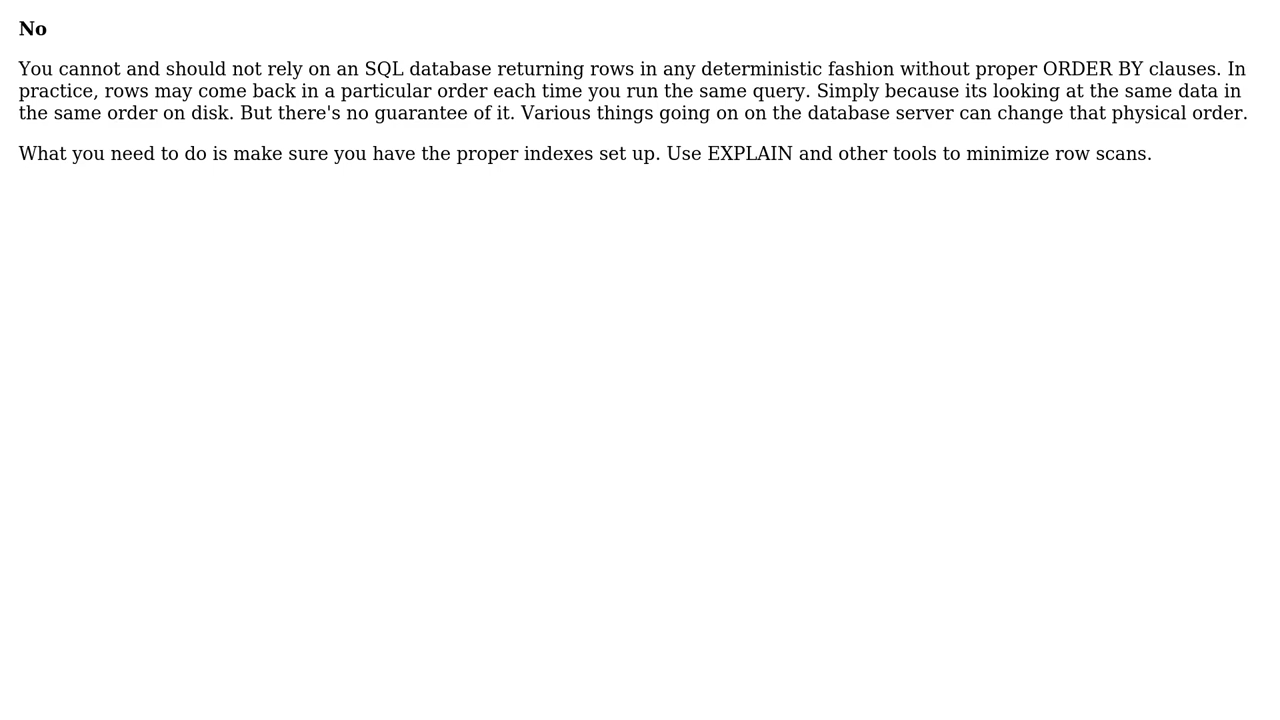 No
You cannot and should not rely on an SQL database returning rows in any deterministic fashion without proper ORDER BY clauses. In
practice, rows may come back in a particular order each time you run the same query. Simply because its looking at the same data in
the same order on disk. But there's no guarantee of it. Various things going on on the database server can change that physical order.
What you need to do is make sure you have the proper indexes set up. Use EXPLAIN and other tools to minimize row scans.